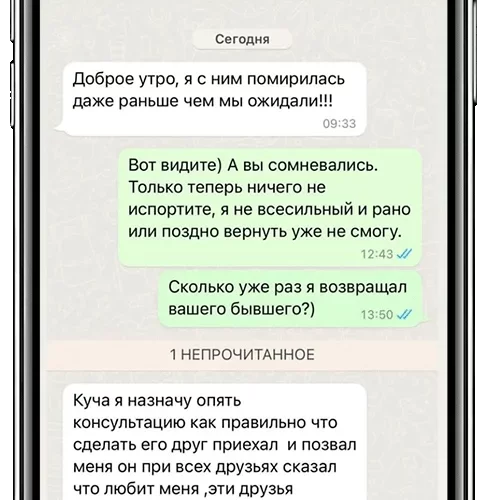 Сегодня
Доброе утро, я с ним помирилась
даже раньше чем мы ожидали!!!
09:33
Вот видите) А вы сомневались.
Только теперь ничего не
испортите, я не всесильный и рано
или поздно вернуть уже не смогу.
12:43
Сколько уже раз я возвращал
вашего бывшего?)
13:50
1 НЕПРОЧИТАННОЕ
Куча я назначу опять
консультацию как правильно что
сделать его друг приехал и позвал
меня он при всех друзьях сказал
что любит меня ,эти друзья